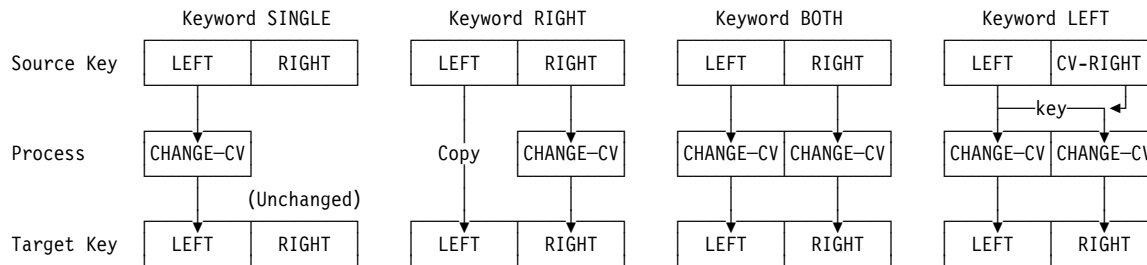 Keyword SINGLE Keyword RIGHT Keyword BOTH Keyword LEFT
Source Key LEFT RIGHT LEFT RIGHT LEFT RIGHT LEFT CV-RIGHT
key
Process CHANGE-CV Copy CHANGE-CV CHANGE-CV CHANGE-CV CHANGE-CV CHANGE-CV
(Unchanged)
Target Key LEFT RIGHT LEFT RIGHT LEFT RIGHT LEFT RIGHT